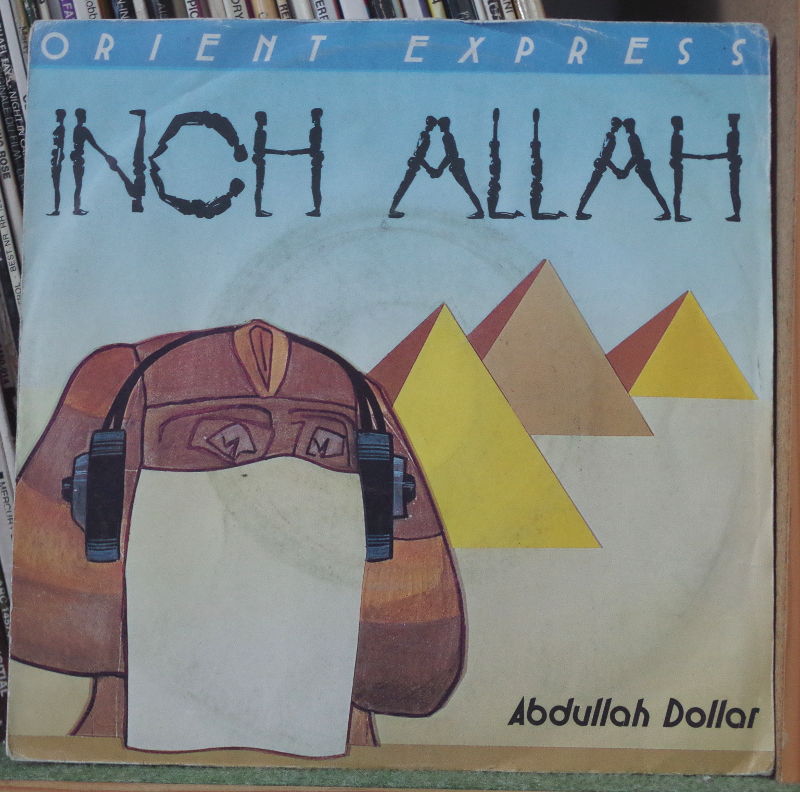 ORIENT EXPRESS
INCH ALLAH
Abdullah Dollar